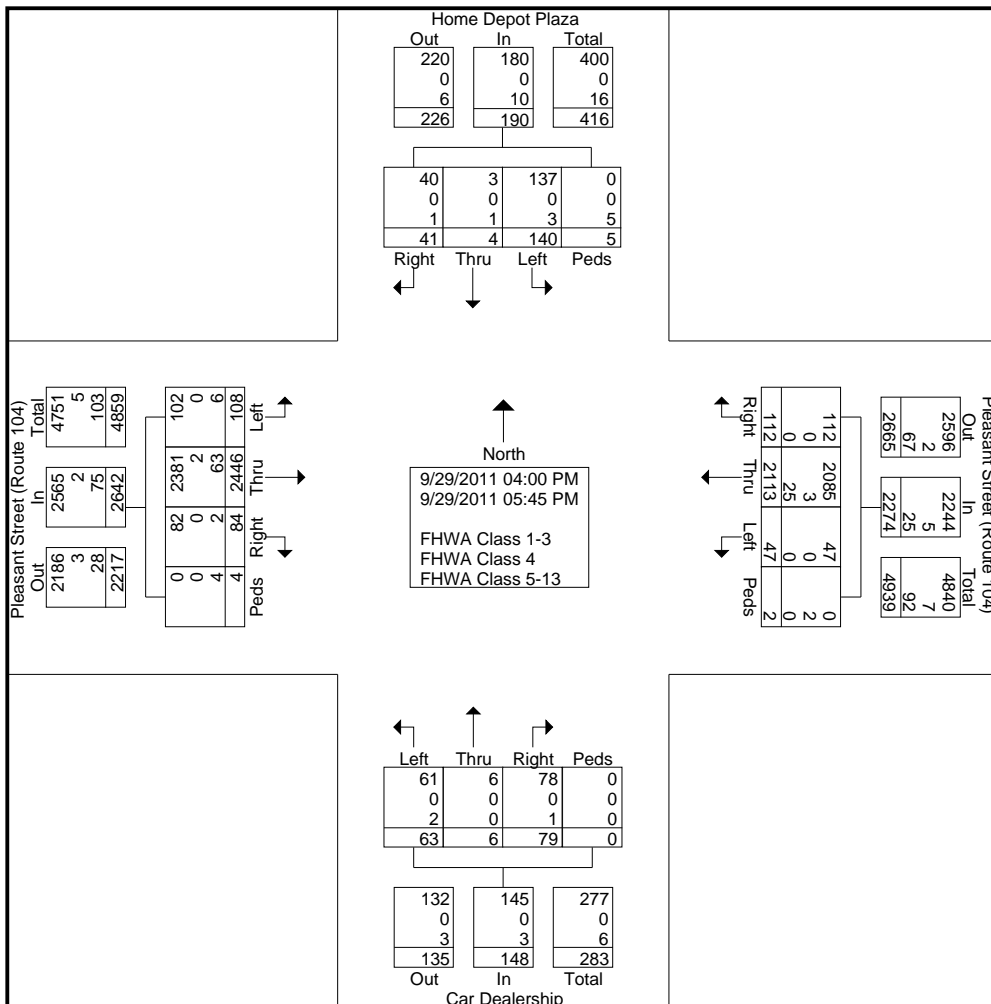 Home Depot Plaza
Out In Total
220 180 400
0 0 0
6 10 16
226 190 416
40 3 137 0
0 0 0 0
1 1 3 5
41 4 140 5
Right Thru Left Peds
Pleasant Street (Route 104)
Total
4751 5 103 4859
In
2565 2 75 2642
Out
2186 3 28 2217
102 0 6 108 Left
2381 2 63 2446 Thru
82 0 2 84 Right
0 0 4 4 Peds
North
9/29/2011 04:00 PM
9/29/2011 05:45 PM
FHWA Class 1-3
FHWA Class 4
FHWA Class 5-13
Right 112 0 0 112
Thru 2113 25 3 2085
Left 47 0 0 47
Peds 2 0 2 0
Pleasant Street (Route 104)
Out
2596 2 67 2665
In
2244 5 25 2274
Total
4840 7 92 4939
Left Thru Right Peds
61 6 78 0
0 0 0 0
2 0 1 0
63 6 79 0
132 145 277
0 0 0
3 3 6
135 148 283
Out In Total
Car Dealership